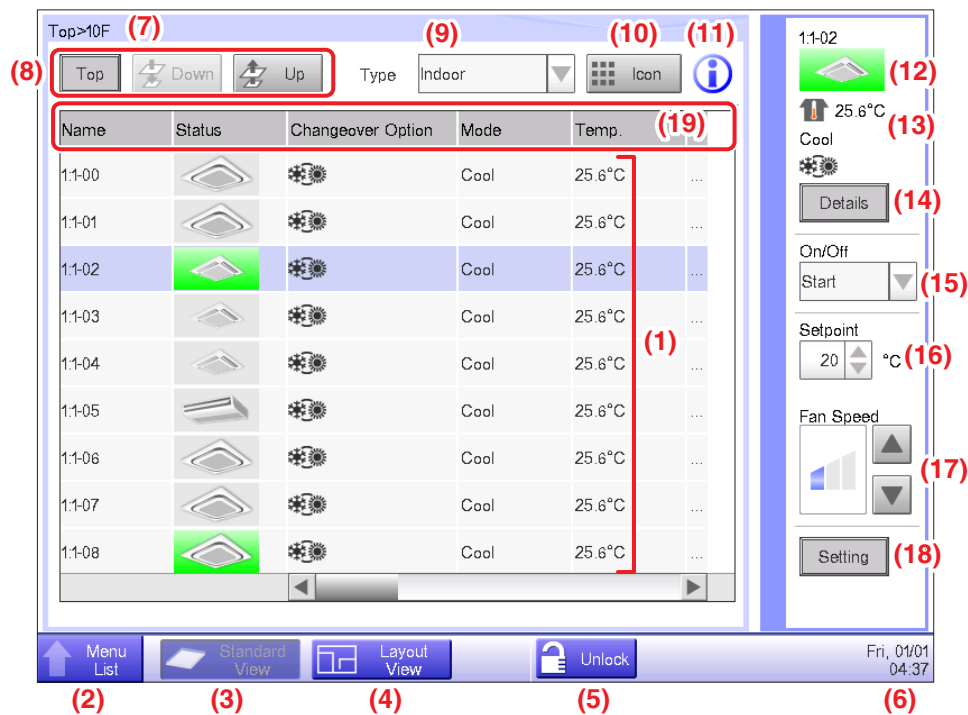 Top>10F
(7)
(9)
(10)
(11)
1:1-02
(8)
Top
Down
Up
Type
Indoor
Icon
(12)
25.6°C
(13)
Name
Status
Changeover Option
Mode
Temp.
(19)
Cool
1:1-00
Cool
25.6°C
...
Details
(14)
1:1-01
Cool
25.6°C
...
On/Off
1:1-02
Cool
25.6°C
...
Start
(15)
1:1-03
Cool
25.6°C
...
Setpoint
(1)
20
°C
(16)
1:1-04
Cool
25.6°C
...
1:1-05
Cool
25.6°C
...
Fan Speed
1:1-06
Cool
25.6°C
...
(17)
1:1-07
Cool
25.6°C
...
1:1-08
Cool
25.6°C
...
Setting
(18)
Menu
List
Standard
View
Layout
View
Unlock
Fri, 01/01
04:37
(2)
(3)
(4)
(5)
(6)